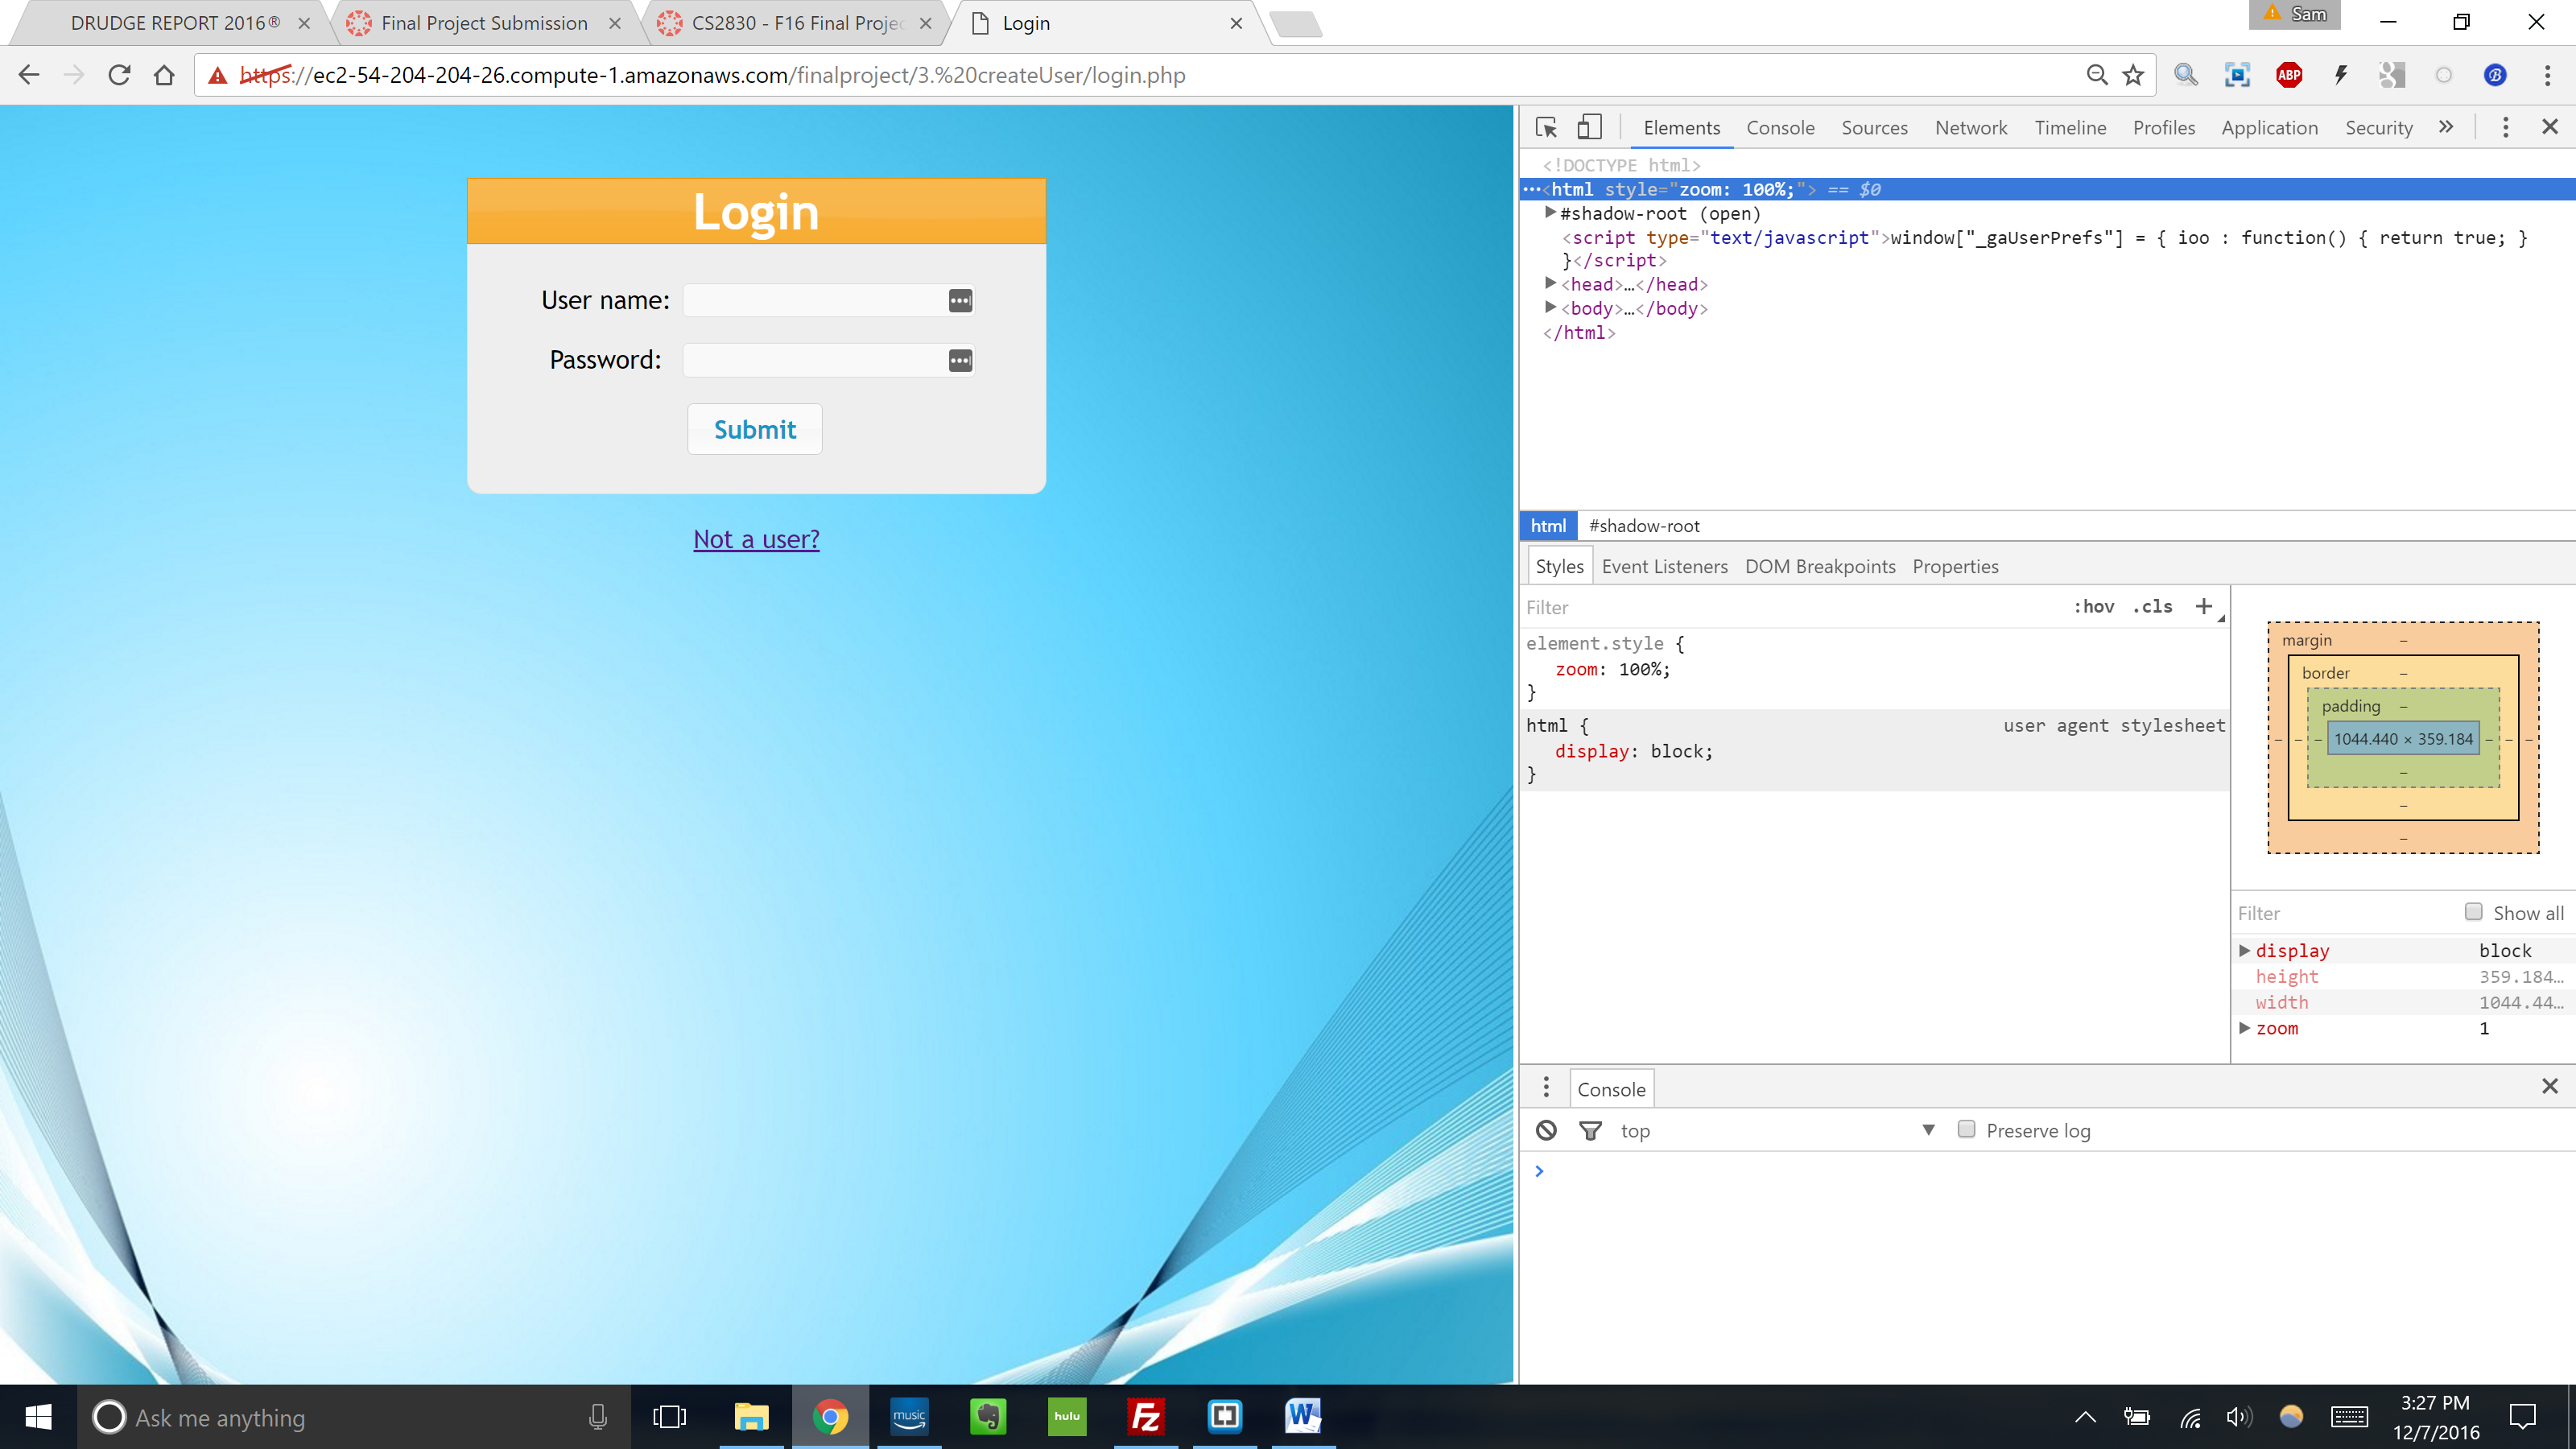 DRUDGE REPORT 2016®
Final Project Submission
CS2830 - F16 Final Projec
Login
Sam
https://ec2-54-204-204-26.compute-1.amazonaws.com/finalproject/3.%20createUser/login.php
ABP
Login
User name:
Password:
Submit
Not a user?
Elements Console Sources Network Timeline Profiles Application Security »
<!DOCTYPE html>
…<html style="zoom: 100%;"> == $0
▶#shadow-root (open)
<script type="text/javascript">window["_gaUserPrefs"] = { ioo : function() { return true; }
}</script>
▶<head>…</head>
▶<body>…</body>
</html>
html #shadow-root
Styles Event Listeners DOM Breakpoints Properties
Filter :hov .cls +
element.style {
zoom: 100%;
}
html { user agent stylesheet
display: block;
}
margin –
border –
padding –
– – – 1044.440 × 359.184 – – –
–
–
–
Filter Show all
▶ display block
height 359.184…
width 1044.44…
▶ zoom 1
Console
top ▼ Preserve log
>
Ask me anything
music
hulu
Fz
W
3:27 PM
12/7/2016